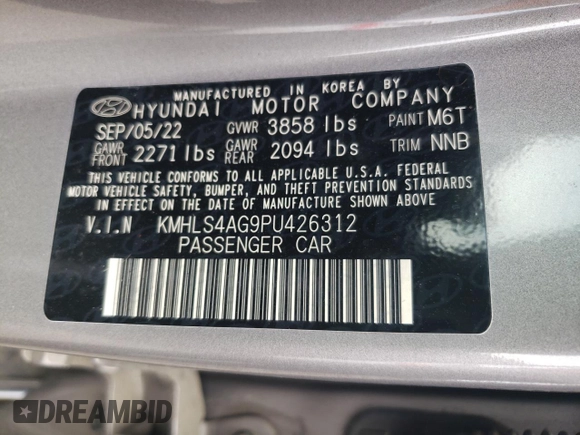 MANUFACTURED IN KOREA BY
HYUNDAI MOTOR COMPANY
SEP/05/22 GVWR 3858 lbs PAINT M6T
GAWR FRONT 2271 lbs GAWR REAR 2094 lbs TRIM NNB
THIS VEHICLE CONFORMS TO ALL APPLICABLE U.S.A. FEDERAL
MOTOR VEHICLE SAFETY, BUMPER, AND THEFT PREVENTION STANDARDS
IN EFFECT ON THE DATE OF MANUFACTURE SHOWN ABOVE.
V.I.N KMHLS4AG9PU426312
PASSENGER CAR
DREAMBID